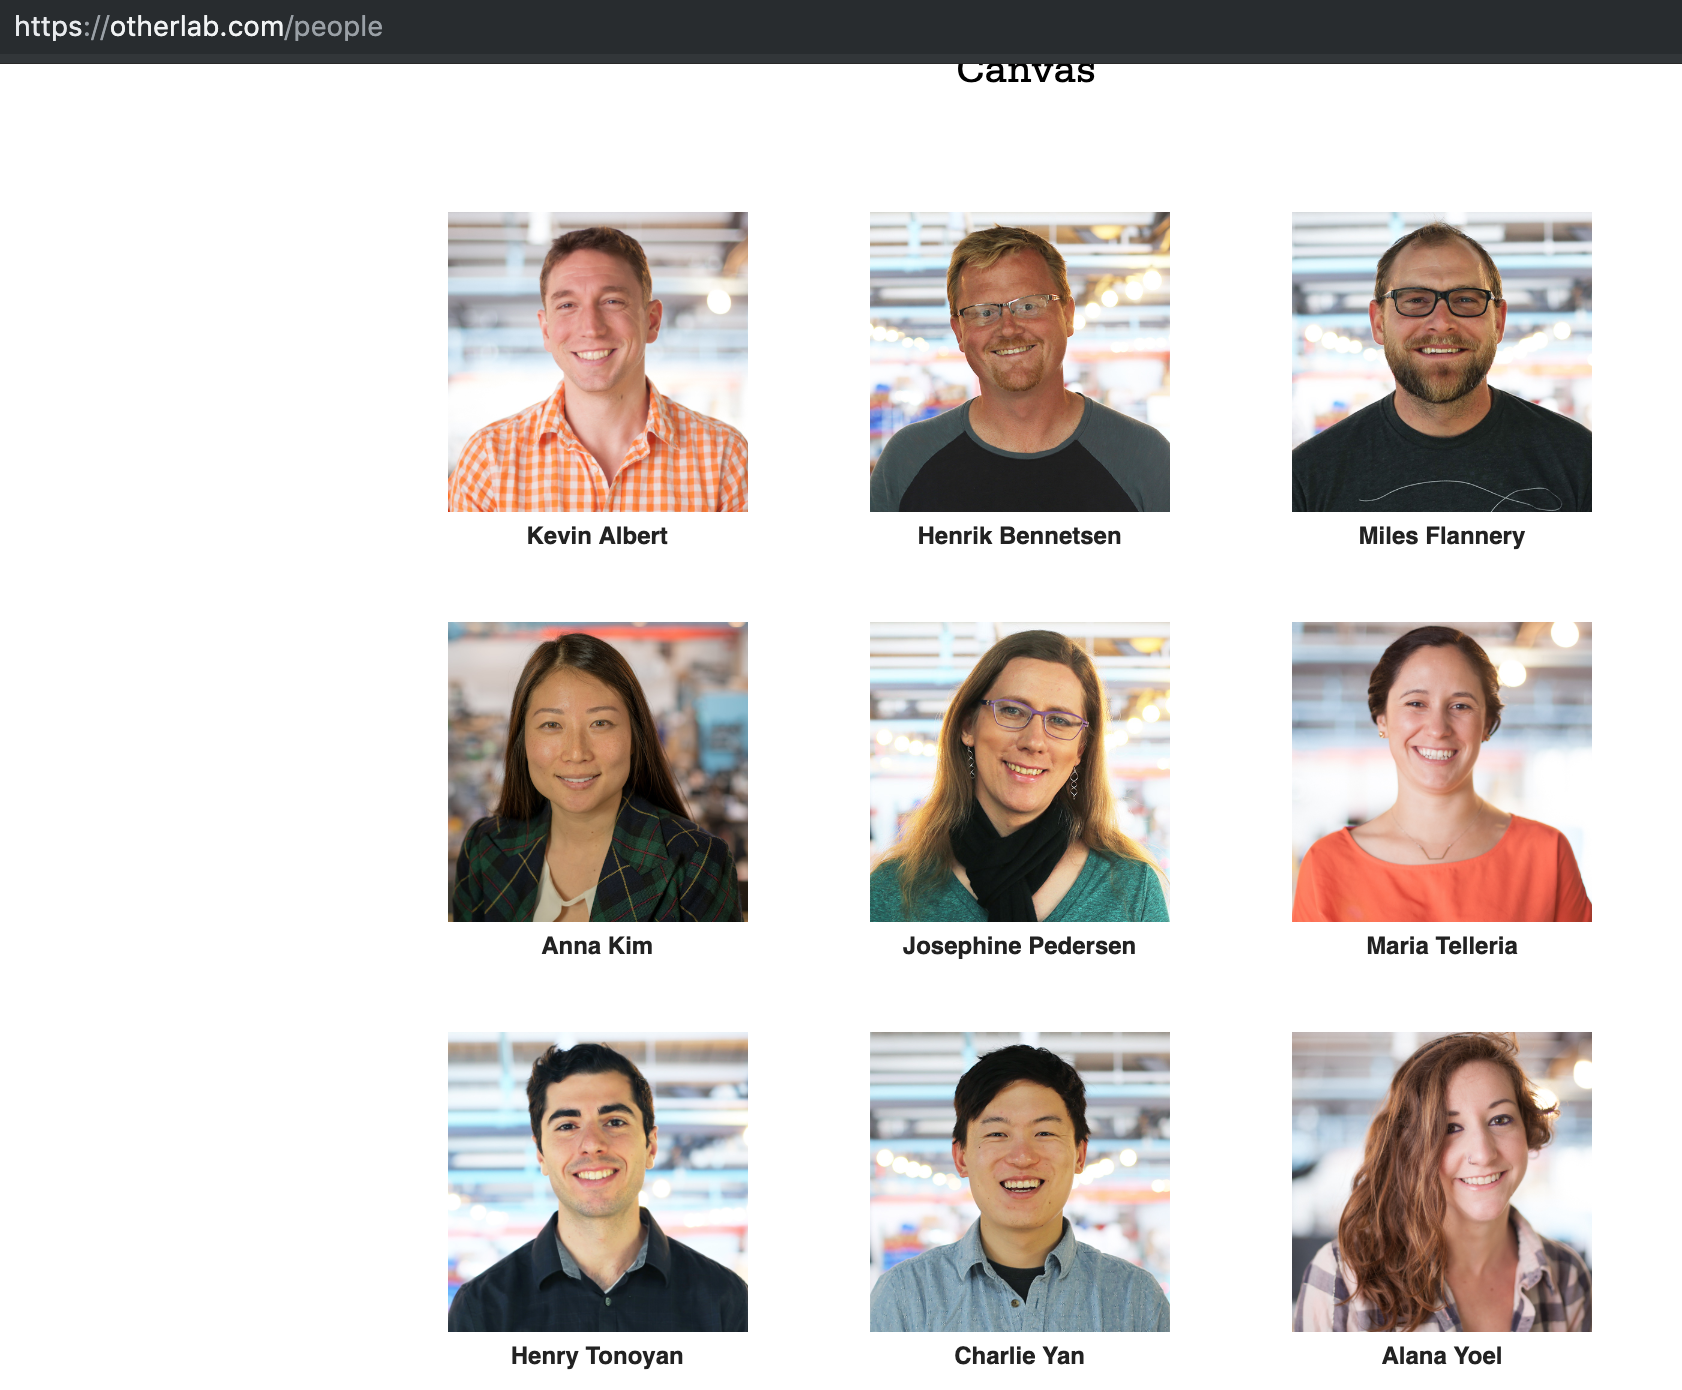 https://otherlab.com/people
Canvas
Kevin Albert
Henrik Bennetsen
Miles Flannery
Anna Kim
Josephine Pedersen
Maria Telleria
Henry Tonoyan
Charlie Yan
Alana Yoel